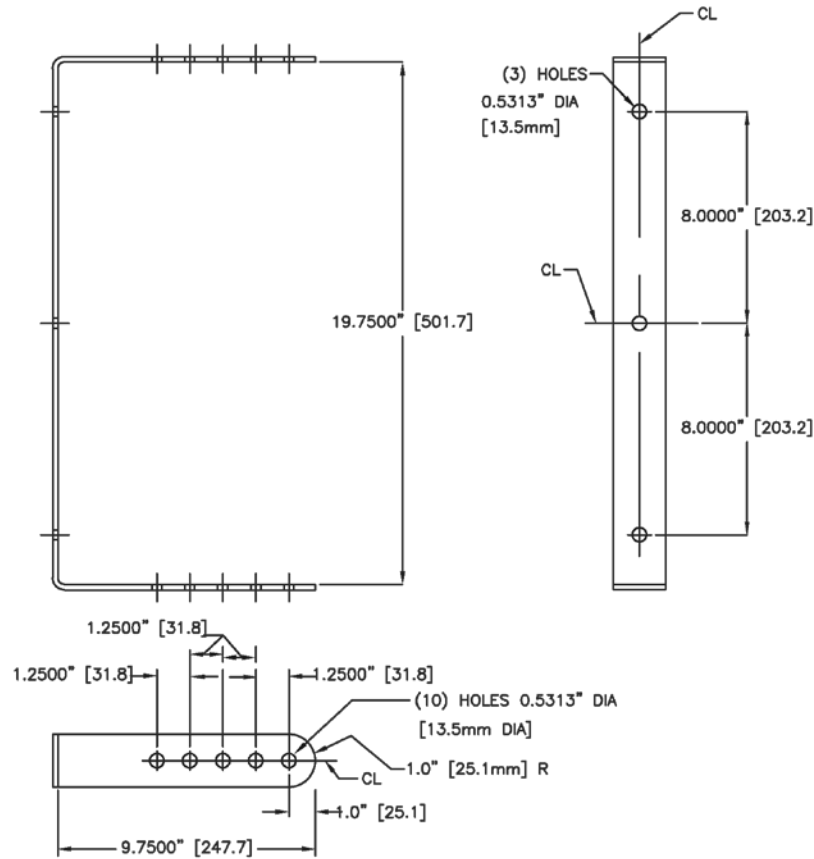 CL
(3) HOLES
0.5313" DIA
[13.5mm]
8.0000" [203.2]
CL
19.7500" [501.7]
8.0000" [203.2]
1.2500" [31.8]
1.2500" [31.8]
1.2500" [31.8]
(10) HOLES 0.5313" DIA
[13.5mm DIA]
1.0" [25.1mm] R
CL
1.0" [25.1]
9.7500" [247.7]